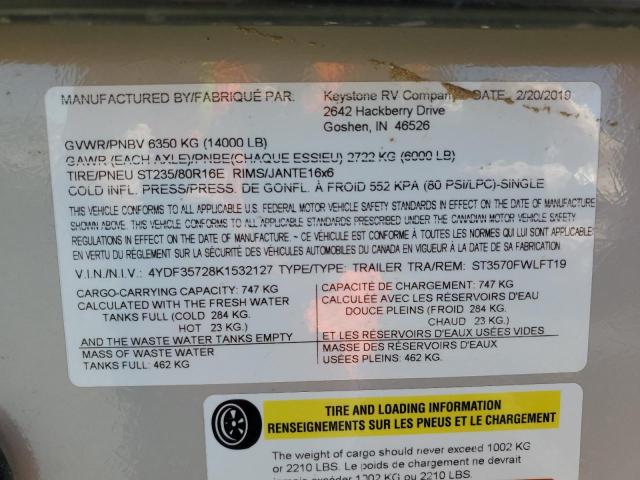 MANUFACTURED BY/FABRIQUÉ PAR. Keystone RV Company DATE 2/20/2019
2642 Hackberry Drive
Goshen, IN 46526
GVWR/PNBV 6350 KG (14000 LB)
GAWR (EACH AXLE)/PNBE(CHAQUE ESSIEU) 2722 KG (6000 LB)
TIRE/PNEU ST235/80R16E RIMS/JANTE16x6
COLD INFL. PRESS/PRESS. DE GONFL. À FROID 552 KPA (80 PSI/LPC)-SINGLE
THIS VEHICLE CONFORMS TO ALL APPLICABLE U.S. FEDERAL MOTOR VEHICLE SAFETY STANDARDS IN EFFECT ON THE DATE OF MANUFACTURE
SHOWN ABOVE. THIS VEHICLE CONFORMS TO ALL APPLICABLE STANDARDS PRESCRIBED UNDER THE CANADIAN MOTOR VEHICLE SAFETY
REGULATIONS IN EFFECT ON THE DATE OF MANUFACTURE / CE VÉHICULE EST CONFORME À TOUTES LES NORMES QUI LUI SONT APPLICABLES
EN VERTU DU RÈGLEMENT SUR LA SÉCURITÉ DES VÉHICULES AUTOMOBILES DU CANADA EN VIGUEUR À LA DATE DE SA FABRICATION
V.I.N./N.I.V.: 4YDF35728K1532127 TYPE/TYPE: TRAILER TRA/REM: ST3570FWLFT19
CARGO-CARRYING CAPACITY: 747 KG
CALCULATED WITH THE FRESH WATER
TANKS FULL (COLD 284 KG.
HOT 23 KG.)
AND THE WASTE WATER TANKS EMPTY
MASS OF WASTE WATER
TANKS FULL: 462 KG
CAPACITÉ DE CHARGEMENT: 747 KG
CALCULÉE AVEC LES RÉSERVOIRS D'EAU
DOUCE PLEINS (FROID 284 KG.
CHAUD 23 KG.)
ET LES RÉSERVOIRS D'EAUX USÉES VIDES
MASSE DES RÉSERVOIRS D'EAUX
USÉES PLEINS: 462 KG.
TIRE AND LOADING INFORMATION
RENSEIGNEMENTS SUR LES PNEUS ET LE CHARGEMENT
The weight of cargo should never exceed 1002 KG
or 2210 LBS. Le poids de chargement ne devrait
jamais excéder 1002 KG ou 2210 LBS.